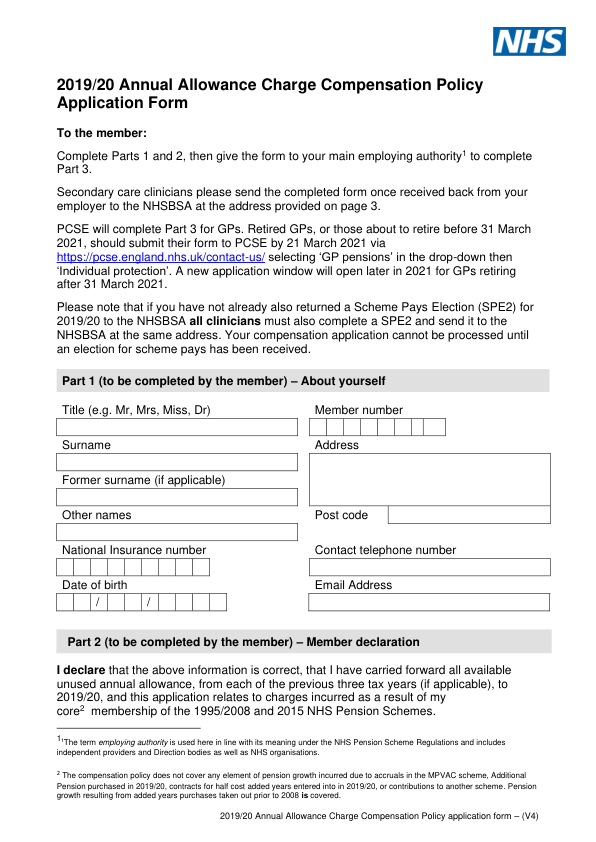 NHS
2019/20 Annual Allowance Charge Compensation Policy
Application Form
To the member:
Complete Parts 1 and 2, then give the form to your main employing authority1 to complete
Part 3.
Secondary care clinicians please send the completed form once received back from your
employer to the NHSBSA at the address provided on page 3.
PCSE will complete Part 3 for GPs. Retired GPs, or those about to retire before 31 March
2021, should submit their form to PCSE by 21 March 2021 via
https://pcse.england.nhs.uk/contact-us/ selecting ‘GP pensions’ in the drop-down then
‘Individual protection’. A new application window will open later in 2021 for GPs retiring
after 31 March 2021.
Please note that if you have not already also returned a Scheme Pays Election (SPE2) for
2019/20 to the NHSBSA all clinicians must also complete a SPE2 and send it to the
NHSBSA at the same address. Your compensation application cannot be processed until
an election for scheme pays has been received.
Part 1 (to be completed by the member) – About yourself
Title (e.g. Mr, Mrs, Miss, Dr)
Member number
Surname
Address
Former surname (if applicable)
Other names
Post code
National Insurance number
Contact telephone number
Date of birth
Email Address
/ /
Part 2 (to be completed by the member) – Member declaration
I declare that the above information is correct, that I have carried forward all available
unused annual allowance, from each of the previous three tax years (if applicable), to
2019/20, and this application relates to charges incurred as a result of my
core2 membership of the 1995/2008 and 2015 NHS Pension Schemes.
1'The term employing authority is used here in line with its meaning under the NHS Pension Scheme Regulations and includes
independent providers and Direction bodies as well as NHS organisations.
2 The compensation policy does not cover any element of pension growth incurred due to accruals in the MPVAC scheme, Additional
Pension purchased in 2019/20, contracts for half cost added years entered into in 2019/20, or contributions to another scheme. Pension
growth resulting from added years purchases taken out prior to 2008 is covered.
2019/20 Annual Allowance Charge Compensation Policy application form – (V4)